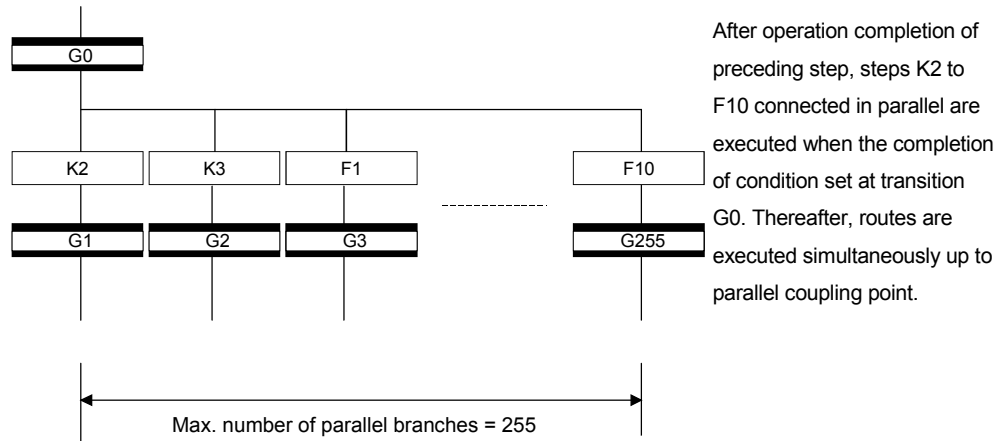 G0
K2
K3
F1
F10
G1
G2
G3
G255
Max. number of parallel branches = 255
After operation completion of
preceding step, steps K2 to
F10 connected in parallel are
executed when the completion
of condition set at transition
G0. Thereafter, routes are
executed simultaneously up to
parallel coupling point.